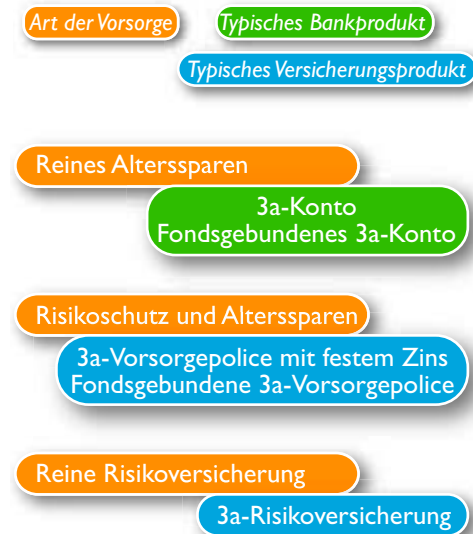 Art der Vorsorge
Typisches Bankprodukt
Typisches Versicherungsprodukt
Reines Alterssparen
3a-Konto
Fondsgebundenes 3a-Konto
Risikoschutz und Alterssparen
3a-Vorsorgepolice mit festem Zins
Fondsgebundene 3a-Vorsorgepolice
Reine Risikoversicherung
3a-Risikoversicherung